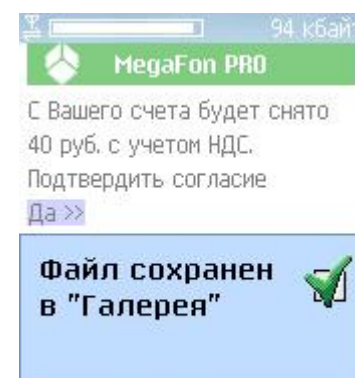 94 кбайт
MegaFon PRO
С Вашего счета будет снято
40 руб. с учетом НДС.
Подтвердить согласие
Да >>
Файл сохранен
в "Галерея"